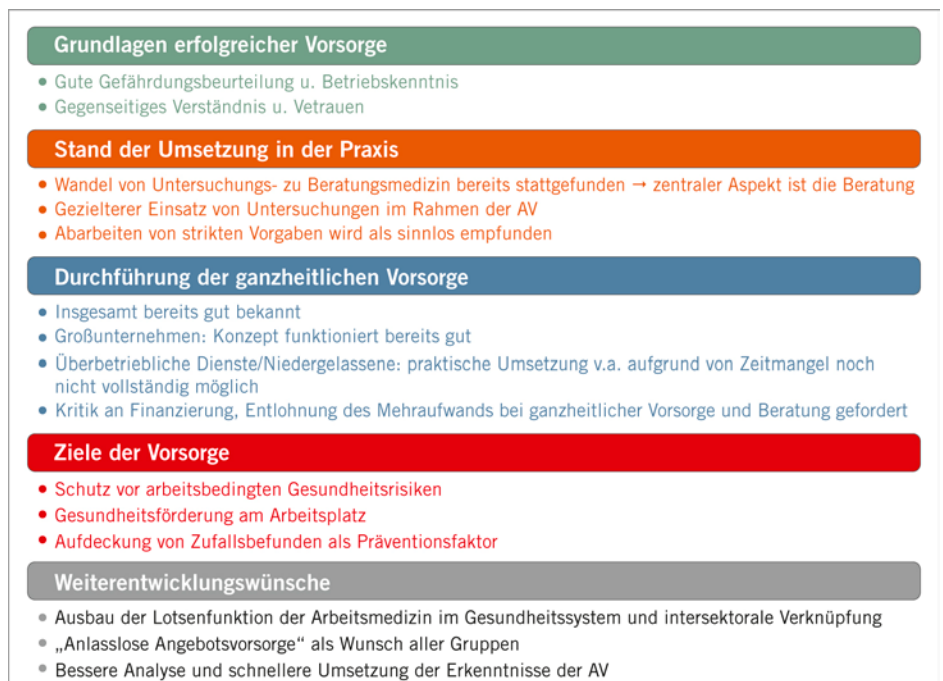 Grundlagen erfolgreicher Vorsorge
• Gute Gefährdungsbeurteilung u. Betriebskenntnis
• Gegenseitiges Verständnis u. Vetrauen
Stand der Umsetzung in der Praxis
• Wandel von Untersuchungs- zu Beratungsmedizin bereits stattgefunden → zentraler Aspekt ist die Beratung
• Gezielterer Einsatz von Untersuchungen im Rahmen der AV
• Abarbeiten von strikten Vorgaben wird als sinnlos empfunden
Durchführung der ganzheitlichen Vorsorge
• Insgesamt bereits gut bekannt
• Großunternehmen: Konzept funktioniert bereits gut
• Überbetriebliche Dienste/Niedergelassene: praktische Umsetzung v.a. aufgrund von Zeitmangel noch
nicht vollständig möglich
• Kritik an Finanzierung, Entlohnung des Mehraufwands bei ganzheitlicher Vorsorge und Beratung gefordert
Ziele der Vorsorge
• Schutz vor arbeitsbedingten Gesundheitsrisiken
• Gesundheitsförderung am Arbeitsplatz
• Aufdeckung von Zufallsbefunden als Präventionsfaktor
Weiterentwicklungswünsche
• Ausbau der Lotsenfunktion der Arbeitsmedizin im Gesundheitssystem und intersektorale Verknüpfung
• „Anlasslose Angebotsvorsorge“ als Wunsch aller Gruppen
• Bessere Analyse und schnellere Umsetzung der Erkenntnisse der AV